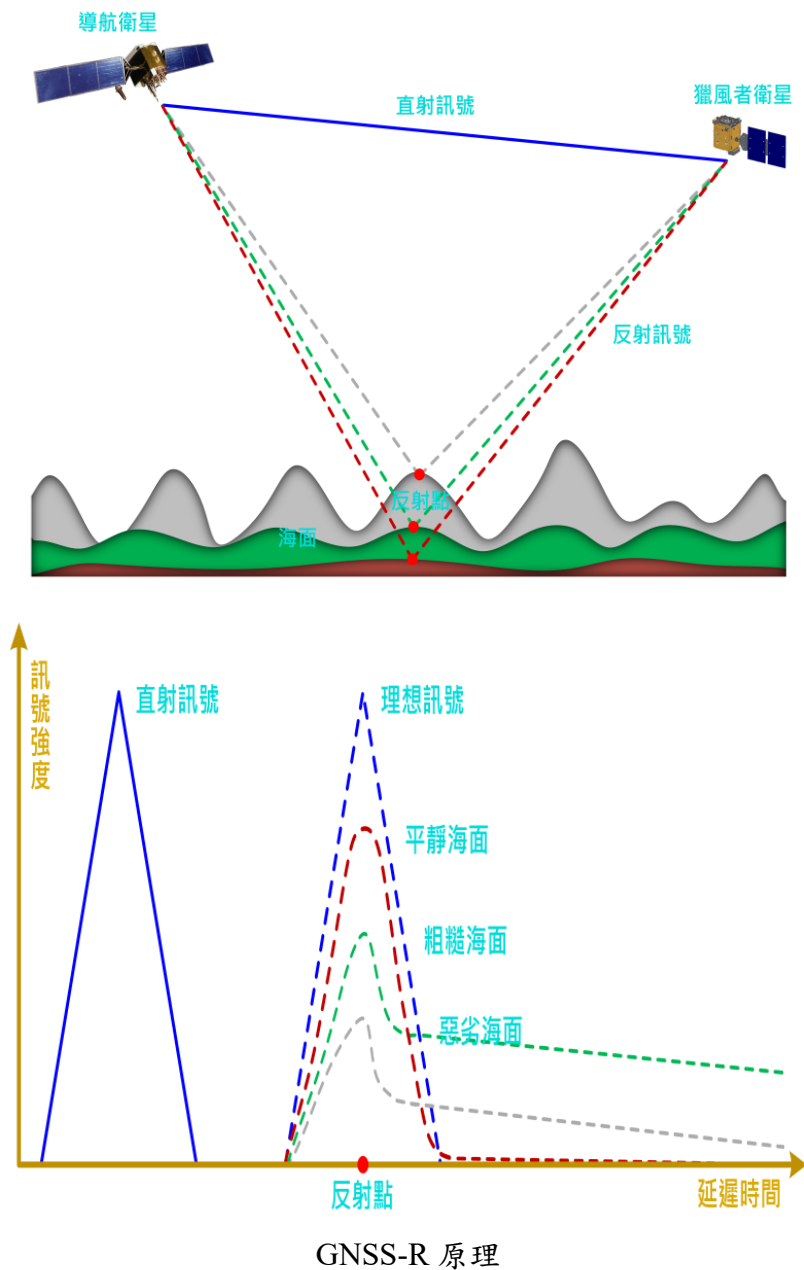 導航衛星
獵風者衛星
直射訊號
反射訊號
反射點
海面
訊號強度
直射訊號
理想訊號
平靜海面
粗糙海面
惡劣海面
反射點
延遲時間
GNSS-R 原理